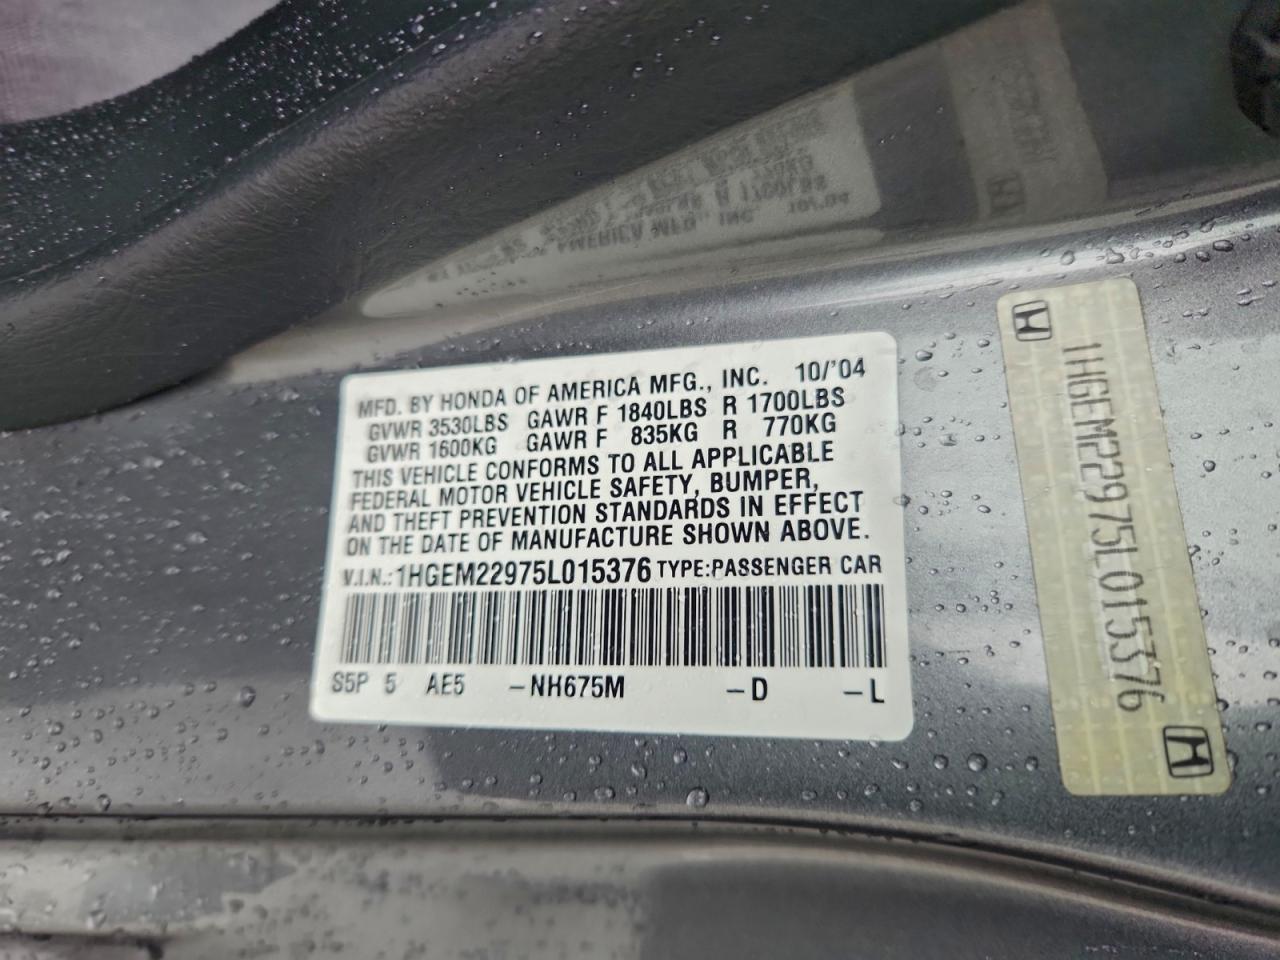 MFD. BY HONDA OF AMERICA MFG., INC. 10/'04
GVWR 3530LBS GAWR F 1840LBS R 1700LBS
GVWR 1600KG GAWR F 835KG R 770KG
THIS VEHICLE CONFORMS TO ALL APPLICABLE
FEDERAL MOTOR VEHICLE SAFETY, BUMPER,
AND THEFT PREVENTION STANDARDS IN EFFECT
ON THE DATE OF MANUFACTURE SHOWN ABOVE.
V.I.N.: 1HGEM22975L015376 TYPE:PASSENGER CAR
S5P 5 AE5 -NH675M -D -L
1HGEM22975L015376